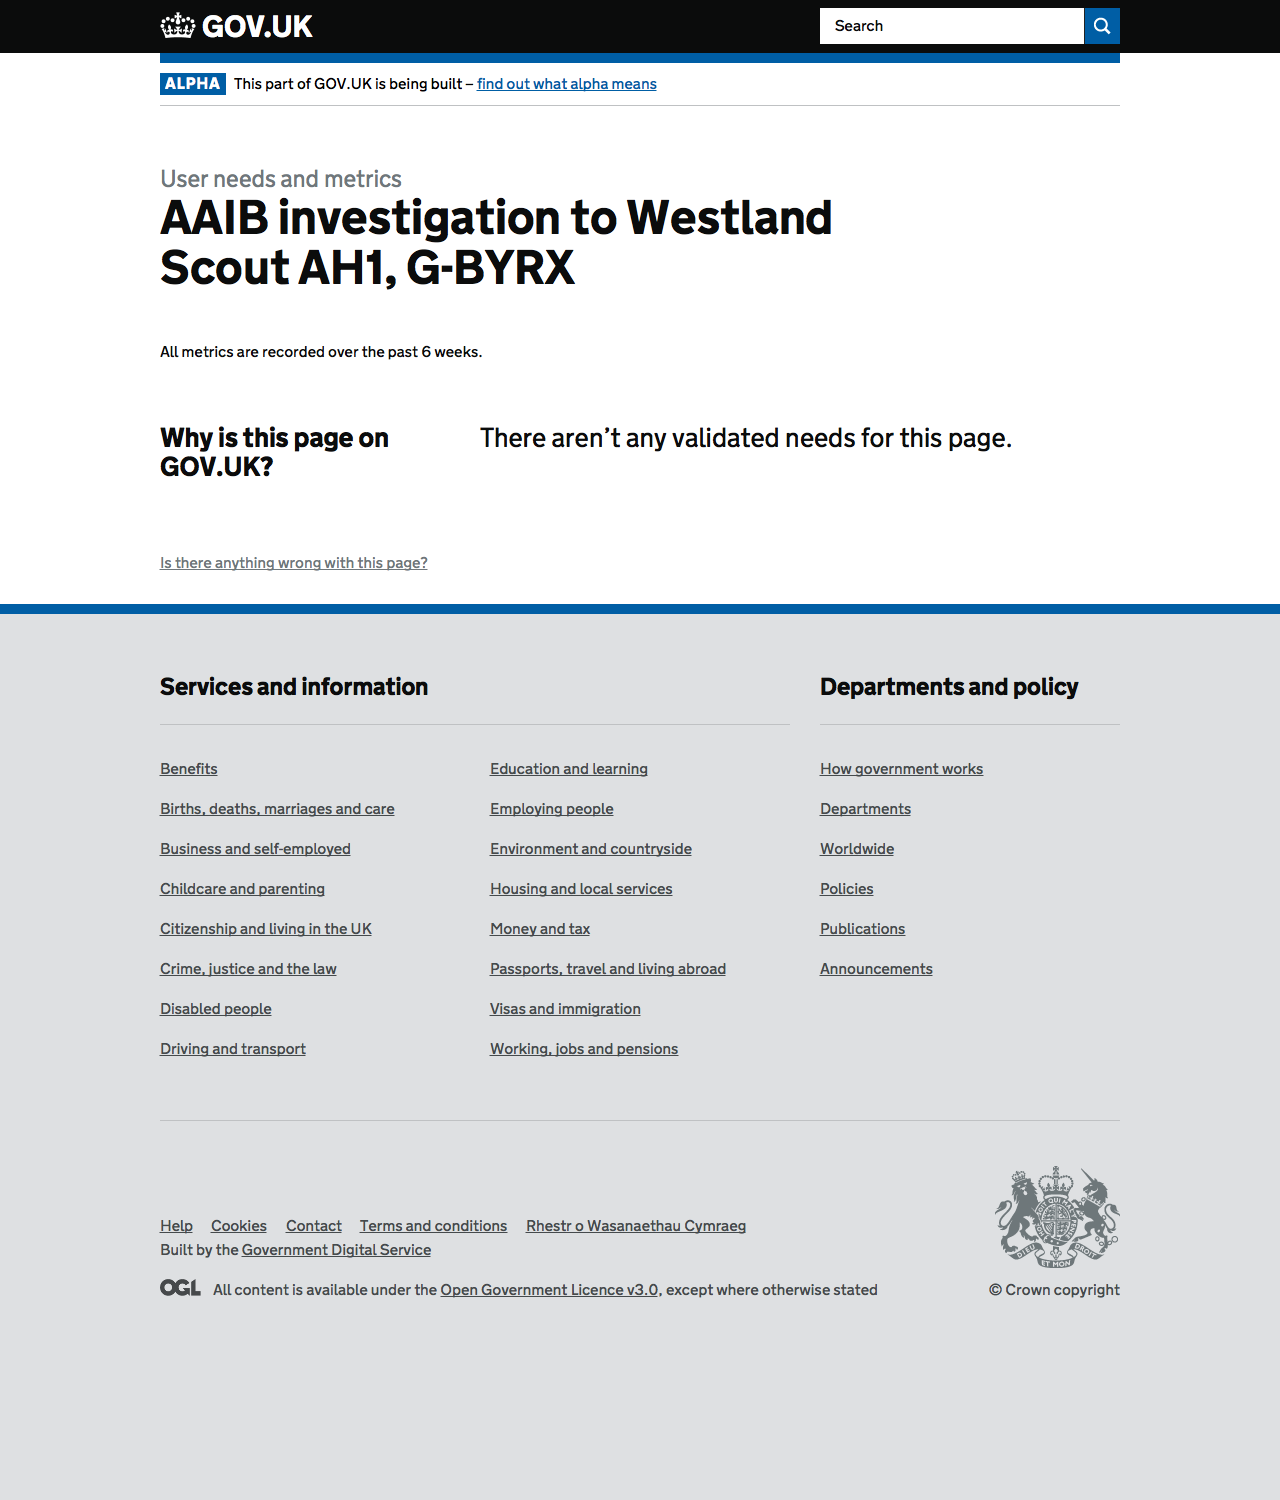 GOV.UK
Search
ALPHA This part of GOV.UK is being built – find out what alpha means
User needs and metrics
AAIB investigation to Westland
Scout AH1, G-BYRX
All metrics are recorded over the past 6 weeks.
Why is this page on
GOV.UK?
There aren’t any validated needs for this page.
Is there anything wrong with this page?
Services and information
Benefits
Births, deaths, marriages and care
Business and self-employed
Childcare and parenting
Citizenship and living in the UK
Crime, justice and the law
Disabled people
Driving and transport
Education and learning
Employing people
Environment and countryside
Housing and local services
Money and tax
Passports, travel and living abroad
Visas and immigration
Working, jobs and pensions
Departments and policy
How government works
Departments
Worldwide
Policies
Publications
Announcements
Help Cookies Contact Terms and conditions Rhestr o Wasanaethau Cymraeg
Built by the Government Digital Service
OGL All content is available under the Open Government Licence v3.0, except where otherwise stated
DIEU ET MON DROIT
© Crown copyright